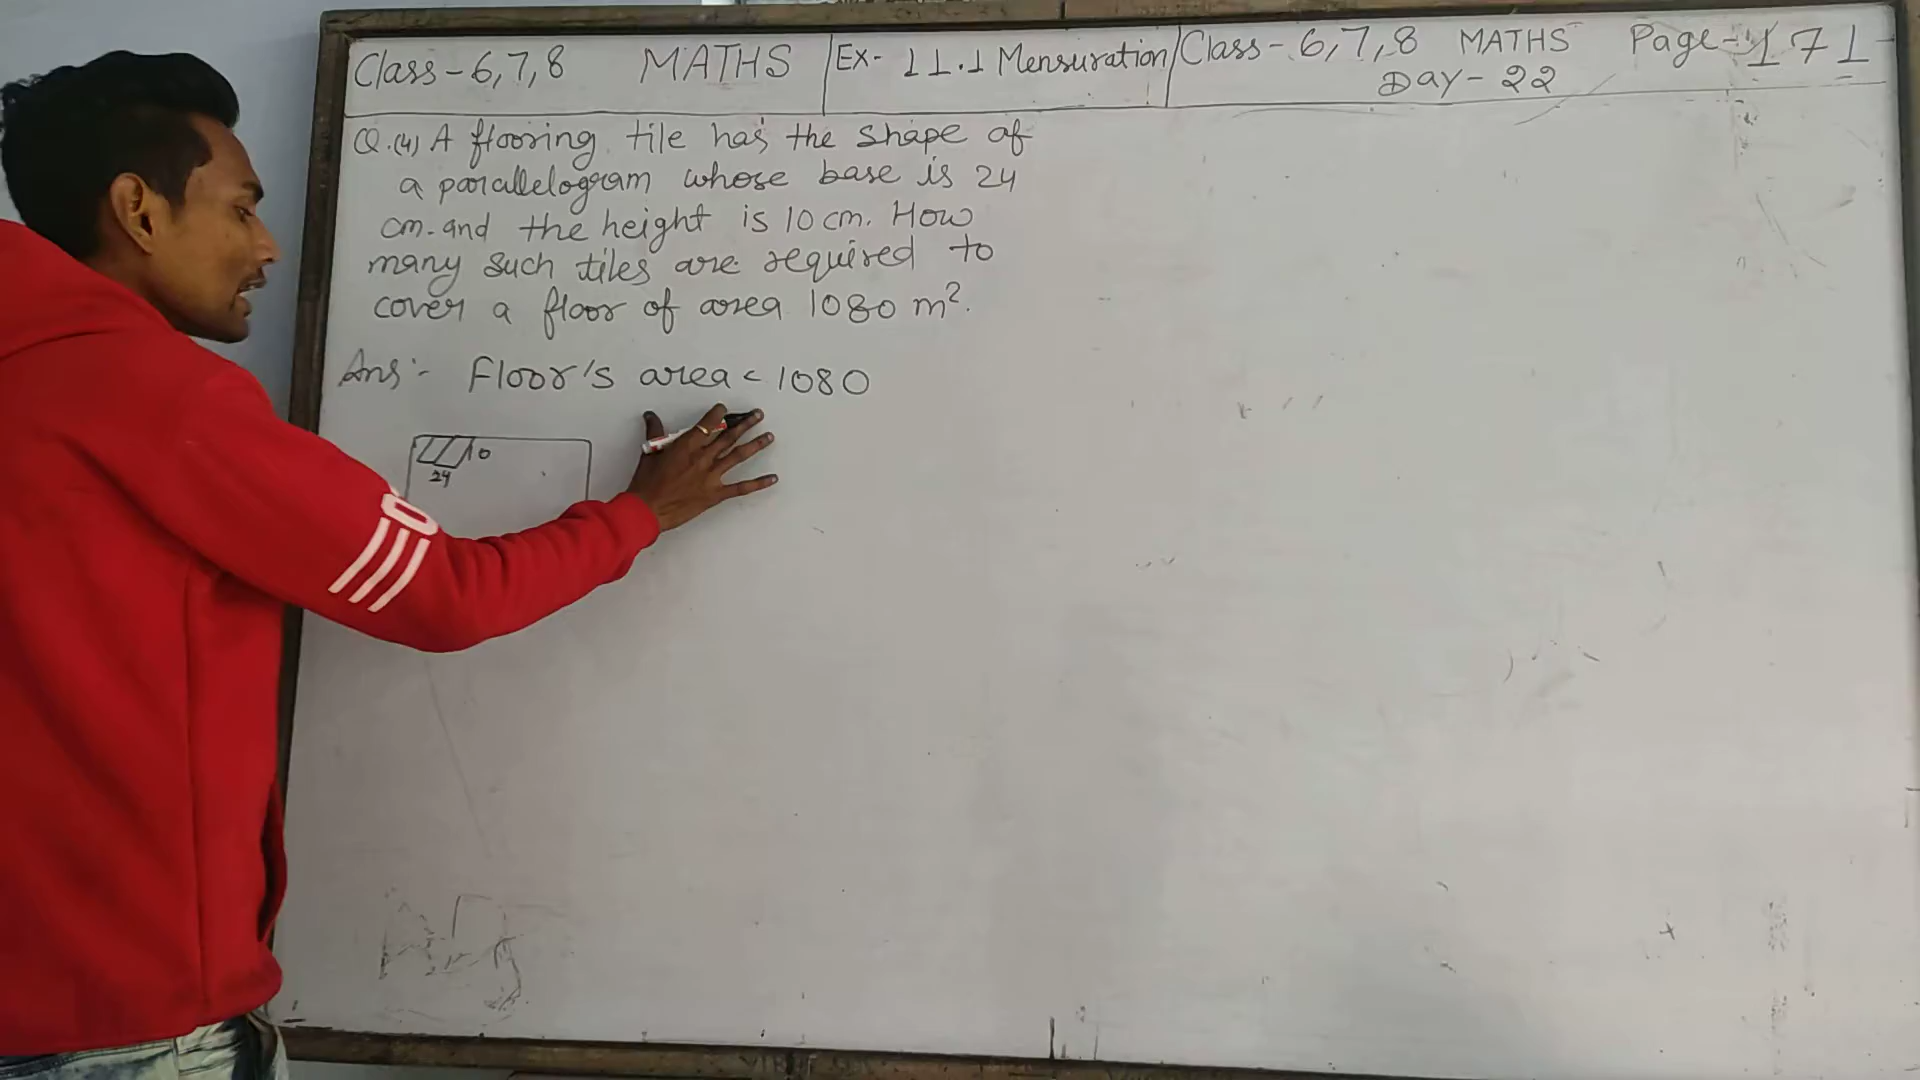 Class-6,7,8 MATHS Ex-11.1 Mensuration Class-6,7,8 MATHS Page-171
Day-22
Q.(4) A flooring tile has the shape of
a parallelogram whose base is 24
cm. and the height is 10 cm. How
many such tiles are required to
cover a floor of area 1080 m².
Ans:- Floor's area = 1080
10
24